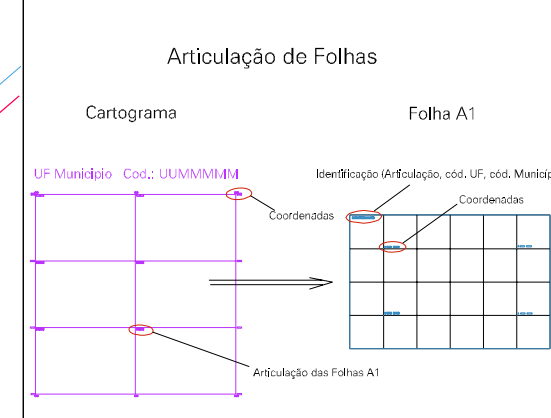 Articulação de Folhas
Cartograma
Folha A1
UF Municipio Cod.: UUMMMMM
Identificação (Articulação, cód. UF, cód. Municíp
Coordenadas
Coordenadas
Articulação das Folhas A1